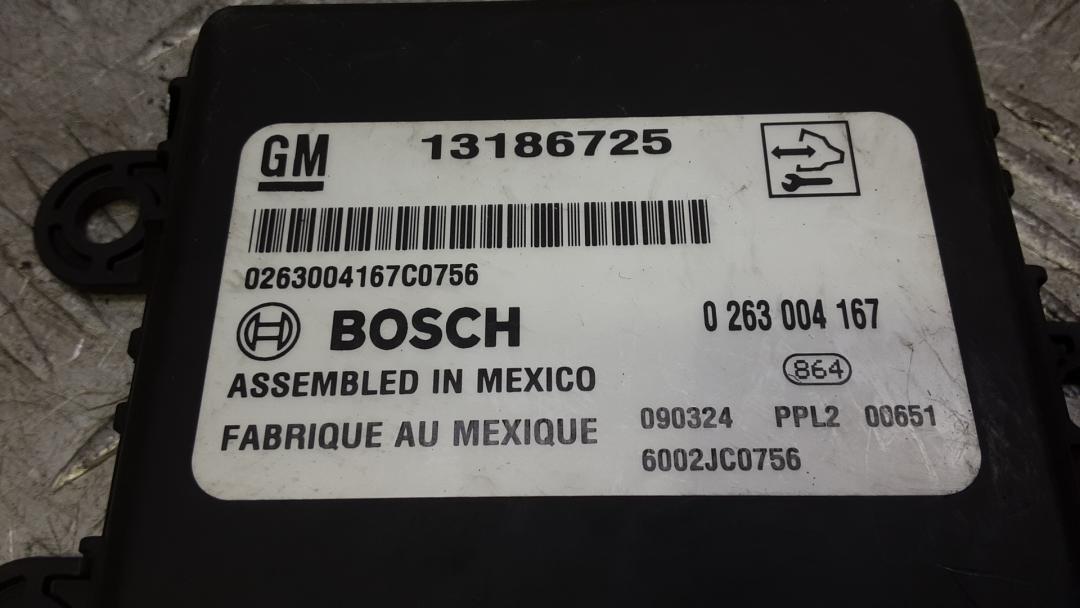 GM 13186725
0263004167C0756
BOSCH 0 263 004 167
ASSEMBLED IN MEXICO 864
FABRIQUE AU MEXIQUE 090324 PPL2 00651
6002JC0756